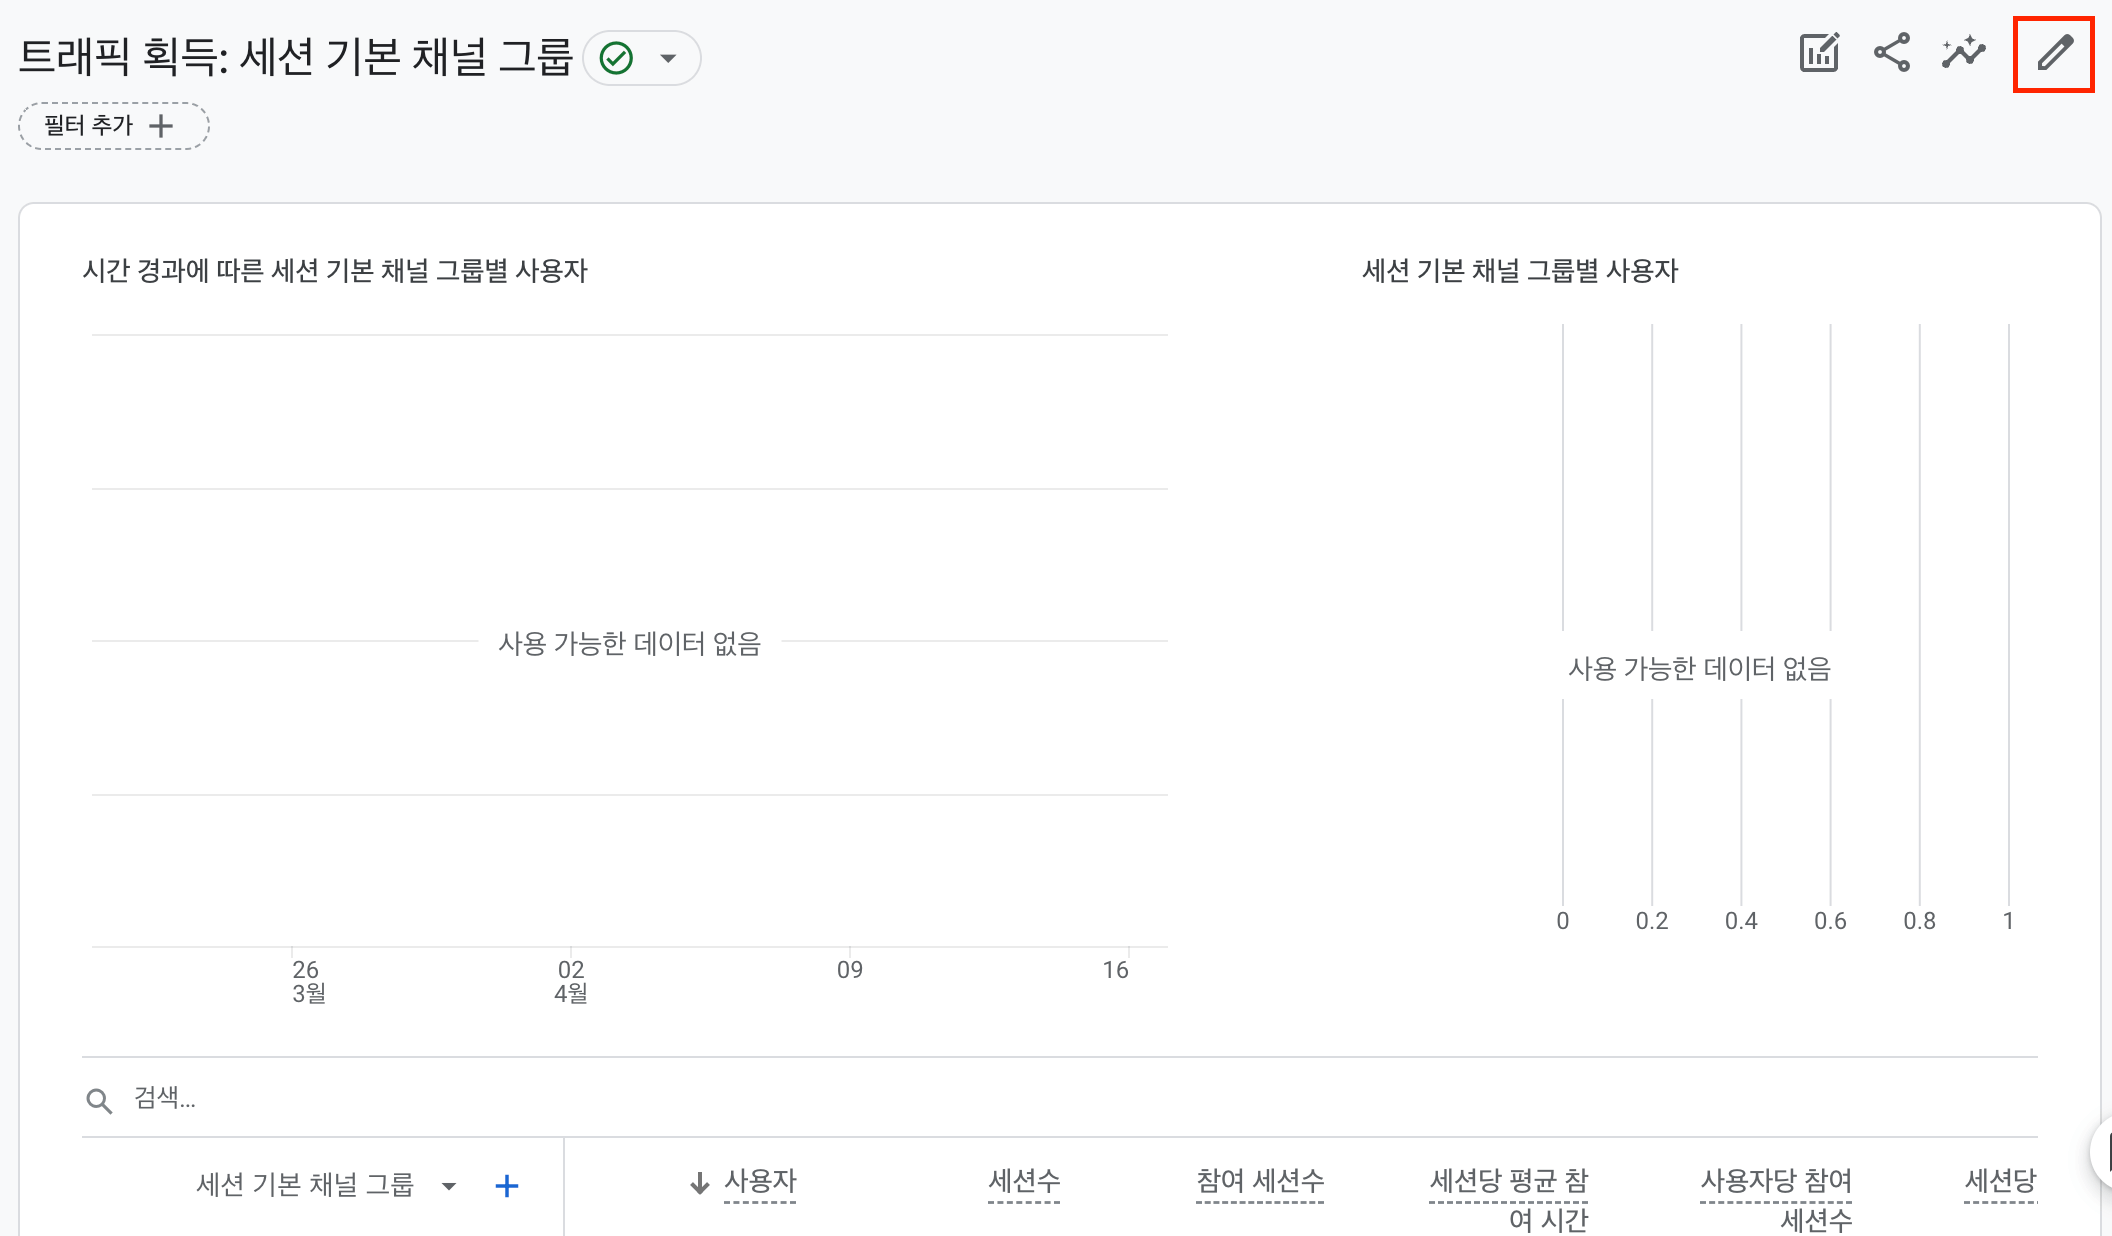 트래픽 획득: 세션 기본 채널 그룹
필터 추가
시간 경과에 따른 세션 기본 채널 그룹별 사용자
사용 가능한 데이터 없음
26
3월
02
4월
09
16
세션 기본 채널 그룹별 사용자
사용 가능한 데이터 없음
0 0.2 0.4 0.6 0.8 1
검색...
세션 기본 채널 그룹
사용자
세션수
참여 세션수
세션당 평균 참
여 시간
사용자당 참여
세션수
세션당